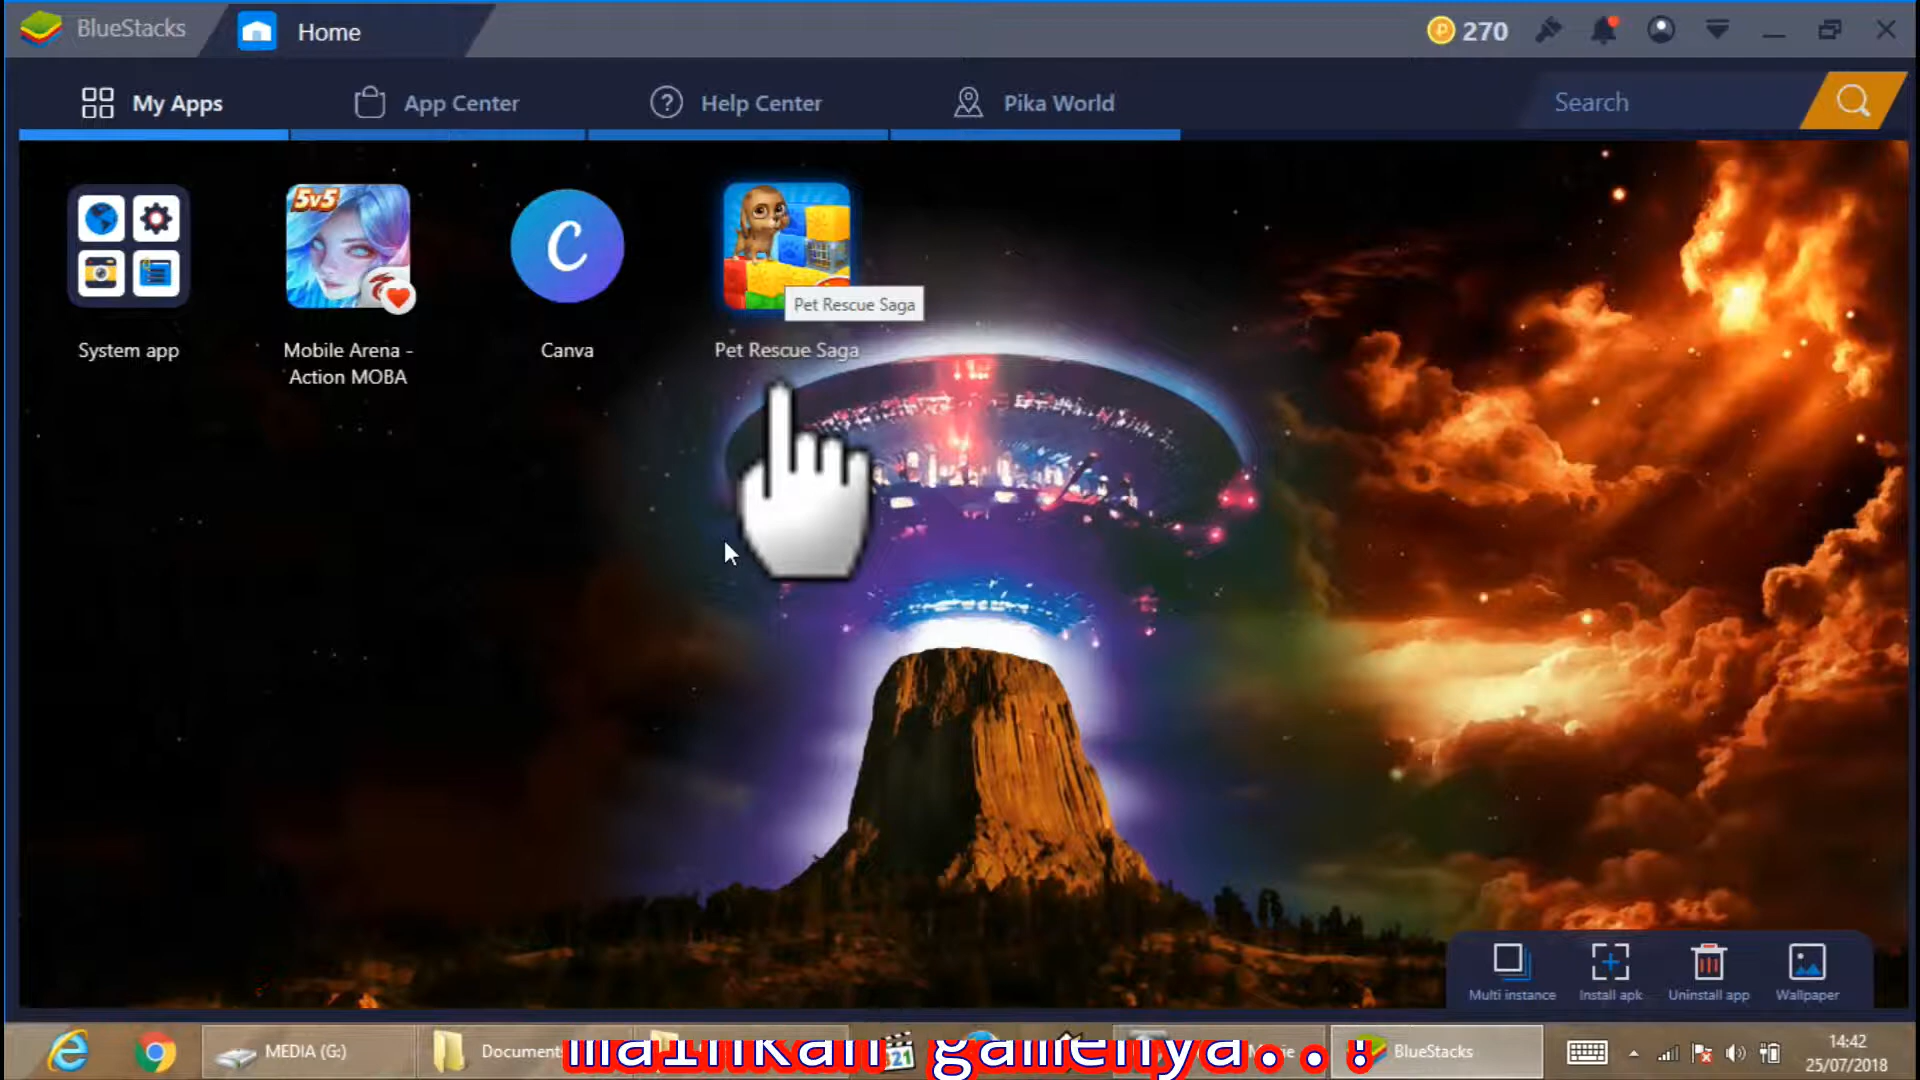 BlueStacks
Home
270
My Apps
App Center
Help Center
Pika World
Search
5v5
C
Pet Rescue Saga
System app
Mobile Arena -
Action MOBA
Canva
Pet Rescue Saga
Multi instance
Install apk
Uninstall app
Wallpaper
MEDIA (G:)
Document
mainkan gamenya..!
21
BlueStacks
14:42
25/07/2018